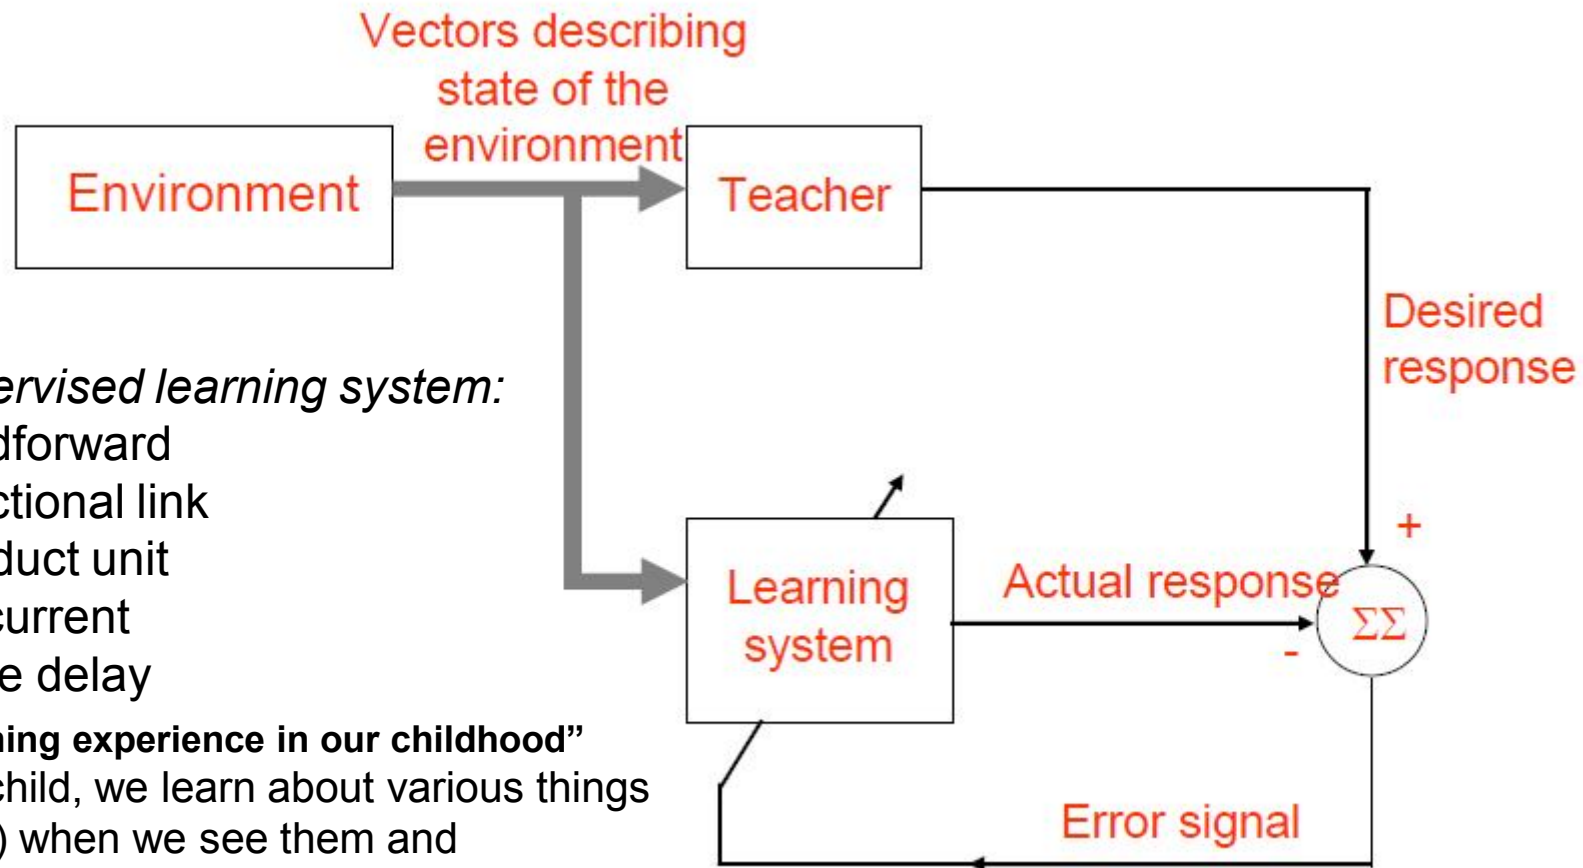 Vectors describing
state of the
environment
Environment
Teacher
Desired
response
ervised learning system:
dforward
ctional link
duct unit
current
e delay
+
Learning
system
Actual response
ΣΣ
-
ning experience in our childhood”
child, we learn about various things
) when we see them and
Error signal